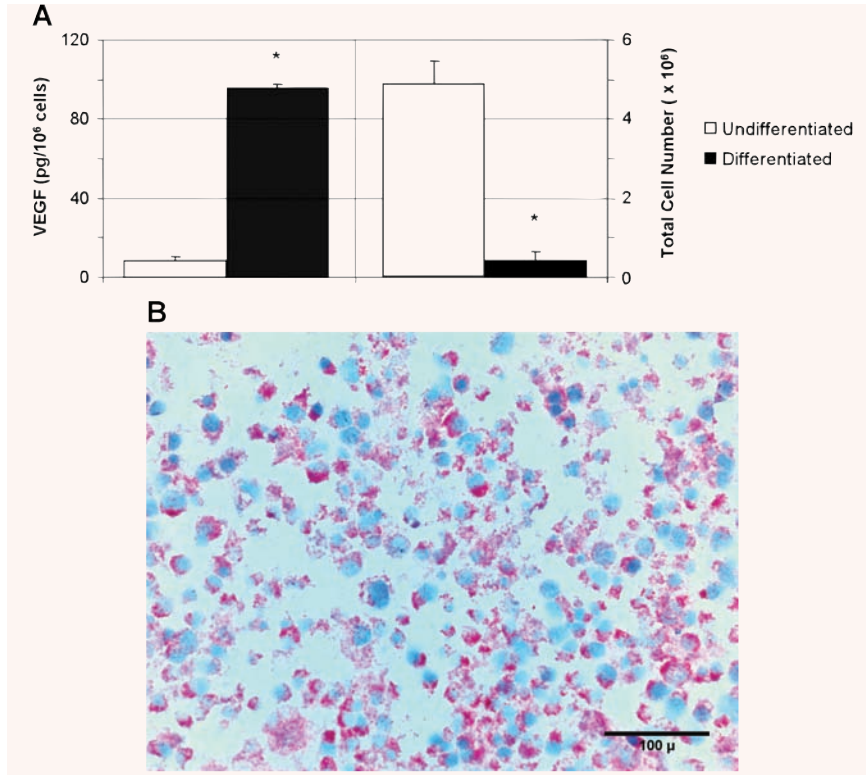 A
120
80
40
0
VEGF (pg/10⁶ cells)
*
*
6
4
2
0
Total Cell Number ( x 10⁶)
Undifferentiated
Differentiated
B
100 µ